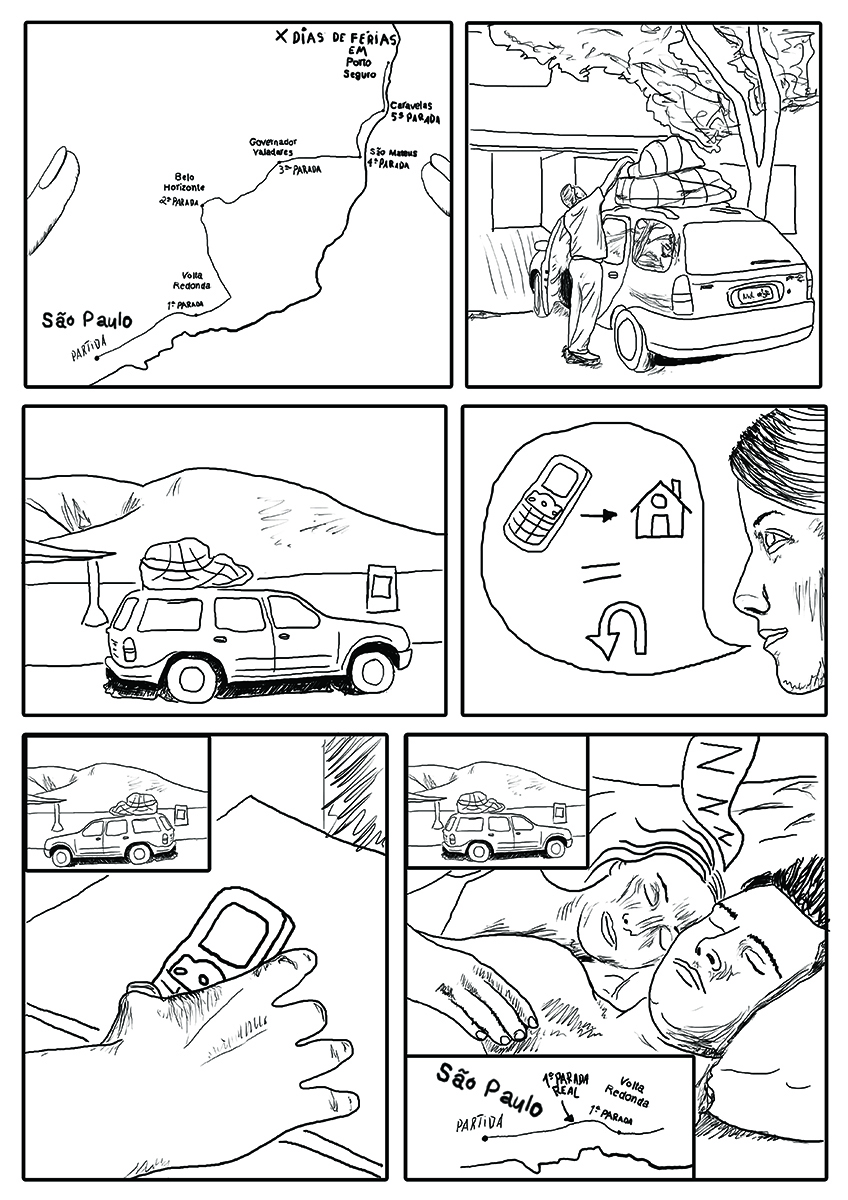 X DiAS DE FERiAS
EM
Porto
Seguro
Caravelas
5ª PARADA
Governador
Valadares
3ª PARADA
São Mateus
4ª PARADA
Belo
Horizonte
2ª PARADA
Volta
Redonda
1ª PARADA
São Paulo
PARTiDA
São Paulo
PARTiDA
1ª PARADA
REAL
Volta
Redonda
1ª PARADA